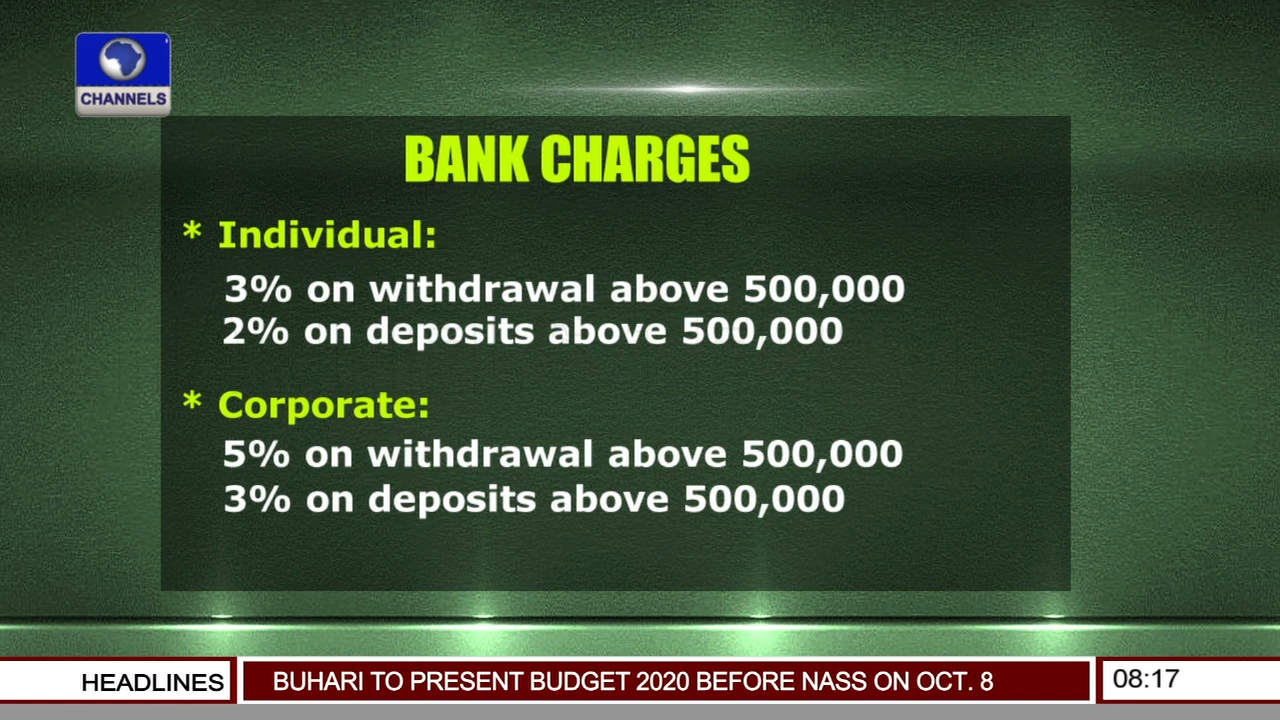 CHANNELS
BANK CHARGES
* Individual:
3% on withdrawal above 500,000
2% on deposits above 500,000
* Corporate:
5% on withdrawal above 500,000
3% on deposits above 500,000
HEADLINES
BUHARI TO PRESENT BUDGET 2020 BEFORE NASS ON OCT. 8
08:17